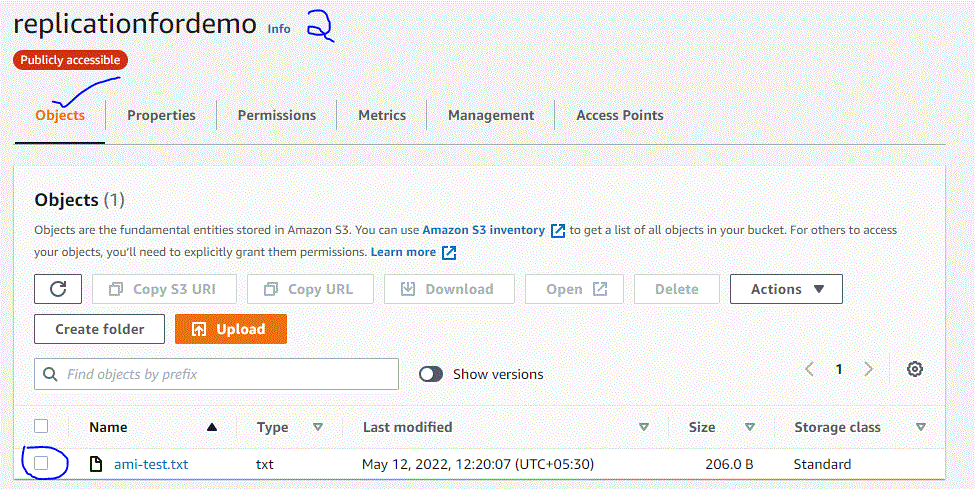 replicationfordemo Info 2
Publicly accessible
Objects Properties Permissions Metrics Management Access Points
Objects (1)
Objects are the fundamental entities stored in Amazon S3. You can use Amazon S3 inventory to get a list of all objects in your bucket. For others to access
your objects, you'll need to explicitly grant them permissions. Learn more
Copy S3 URI Copy URL Download Open Delete Actions
Create folder Upload
Find objects by prefix Show versions 1
Name Type Last modified Size Storage class
ami-test.txt txt May 12, 2022, 12:20:07 (UTC+05:30) 206.0 B Standard